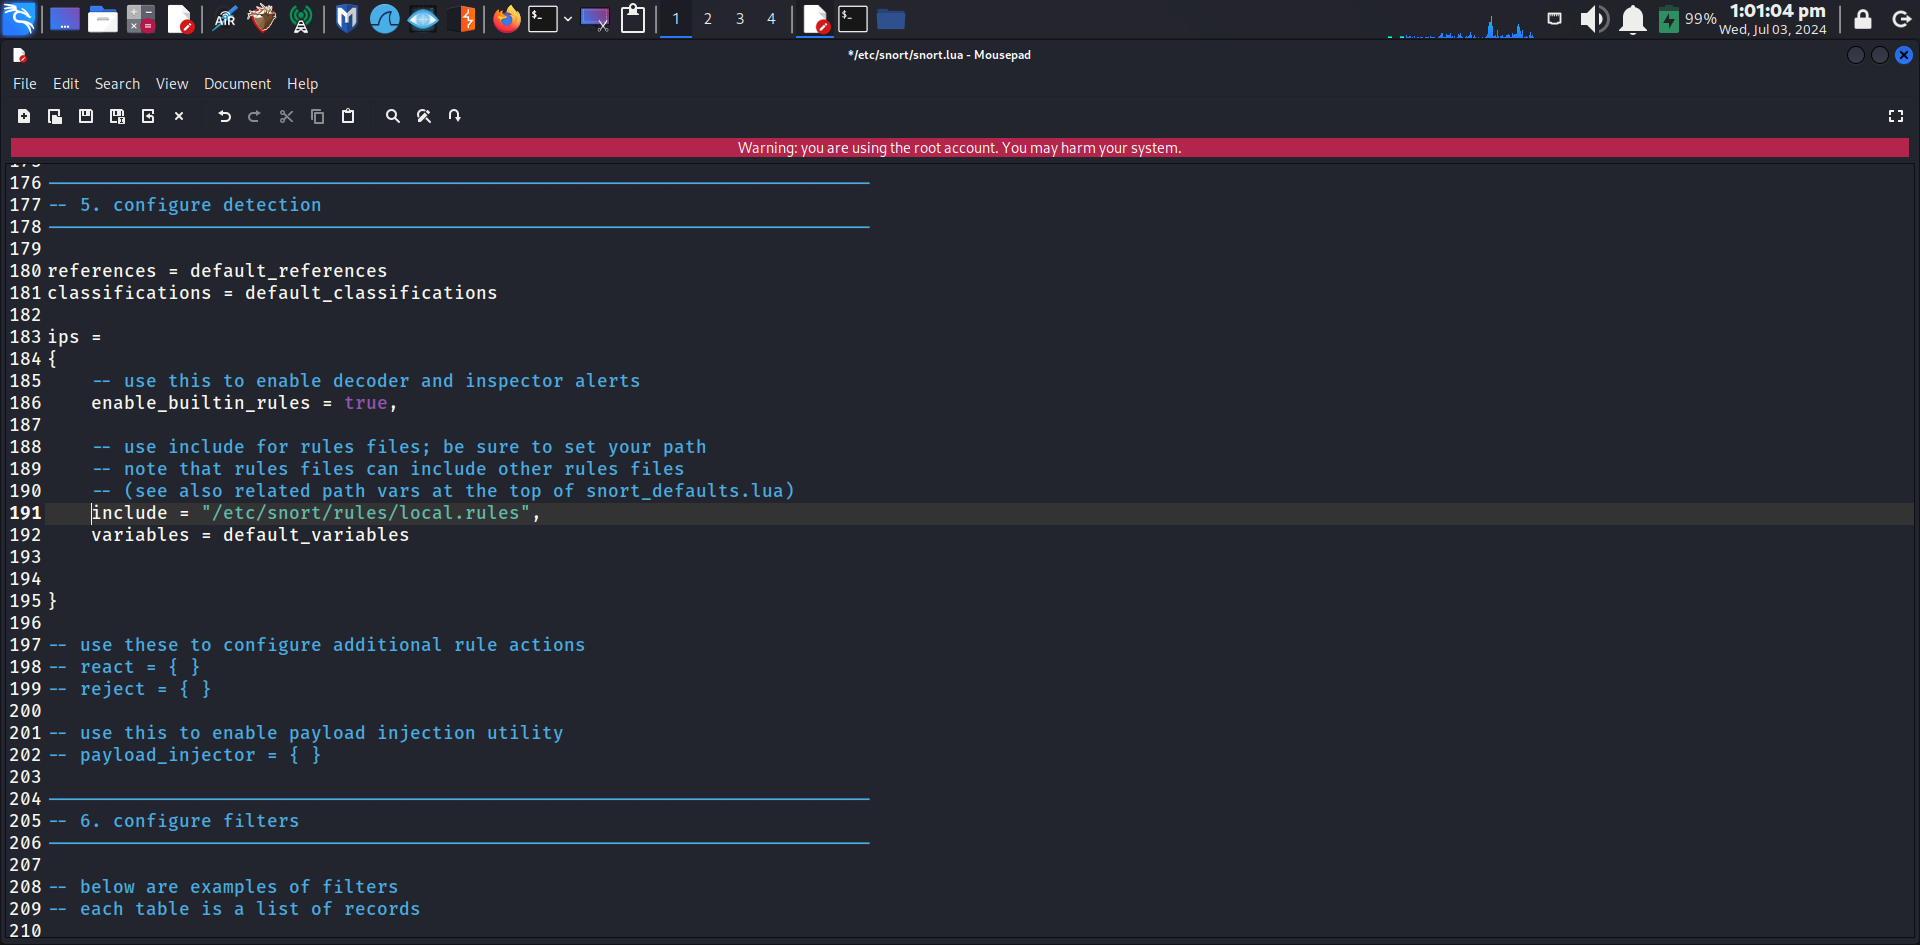 1 2 3 4
99%
1:01:04 pm
Wed, Jul 03, 2024
*/etc/snort/snort.lua - Mousepad
File Edit Search View Document Help
Warning: you are using the root account. You may harm your system.
176
177 -- 5. configure detection
178
179
180 references = default_references
181 classifications = default_classifications
182
183 ips =
184 {
185     -- use this to enable decoder and inspector alerts
186     enable_builtin_rules = true,
187
188     -- use include for rules files; be sure to set your path
189     -- note that rules files can include other rules files
190     -- (see also related path vars at the top of snort_defaults.lua)
191     include = "/etc/snort/rules/local.rules",
192     variables = default_variables
193
194
195 }
196
197 -- use these to configure additional rule actions
198 -- react = { }
199 -- reject = { }
200
201 -- use this to enable payload injection utility
202 -- payload_injector = { }
203
204
205 -- 6. configure filters
206
207
208 -- below are examples of filters
209 -- each table is a list of records
210